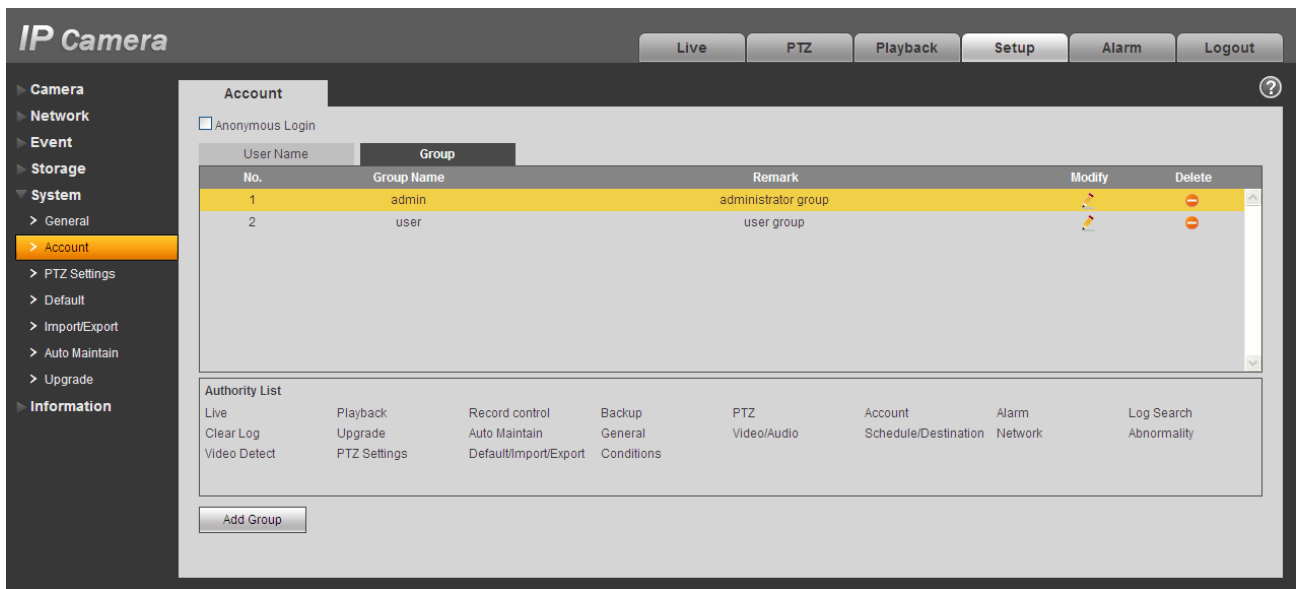 IP Camera
Live PTZ Playback Setup Alarm Logout
Camera
Network
Event
Storage
System
> General
> Account
> PTZ Settings
> Default
> Import/Export
> Auto Maintain
> Upgrade
Information
Account
?
Anonymous Login
User Name Group
No. Group Name Remark Modify Delete
1 admin administrator group
2 user user group
Authority List
Live Playback Record control Backup PTZ Account Alarm Log Search
Clear Log Upgrade Auto Maintain General Video/Audio Schedule/Destination Network Abnormality
Video Detect PTZ Settings Default/Import/Export Conditions
Add Group